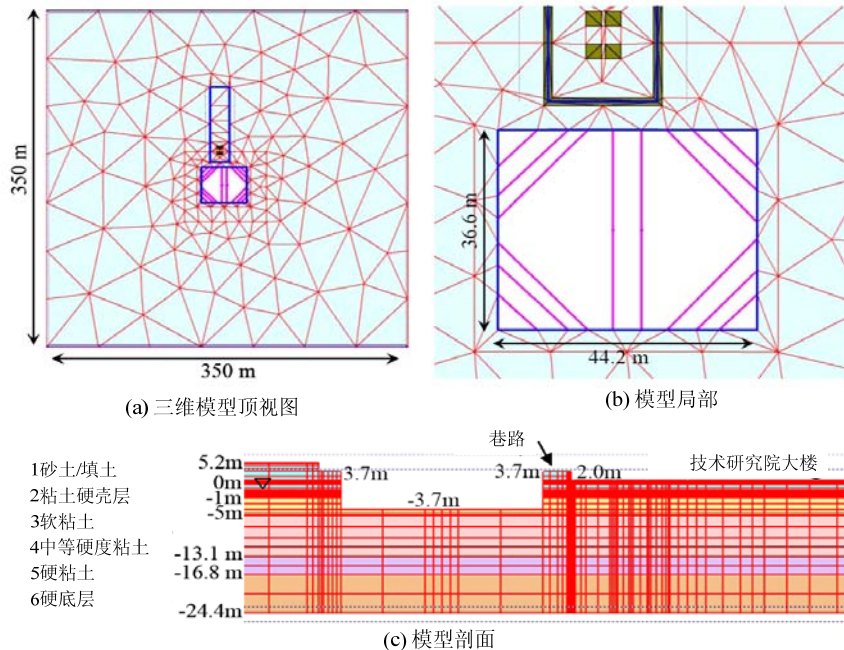 350 m
350 m
(a) 三维模型顶视图
36.6 m
44.2 m
(b) 模型局部
巷路
技术研究院大楼
1砂土/填土
2粘土硬壳层
3软粘土
4中等硬度粘土
5硬粘土
6硬底层
5.2m
0m
-1m
-5m
-13.1 m
-16.8 m
-24.4m
3.7m
-3.7m
3.7m
2.0m
(c) 模型剖面